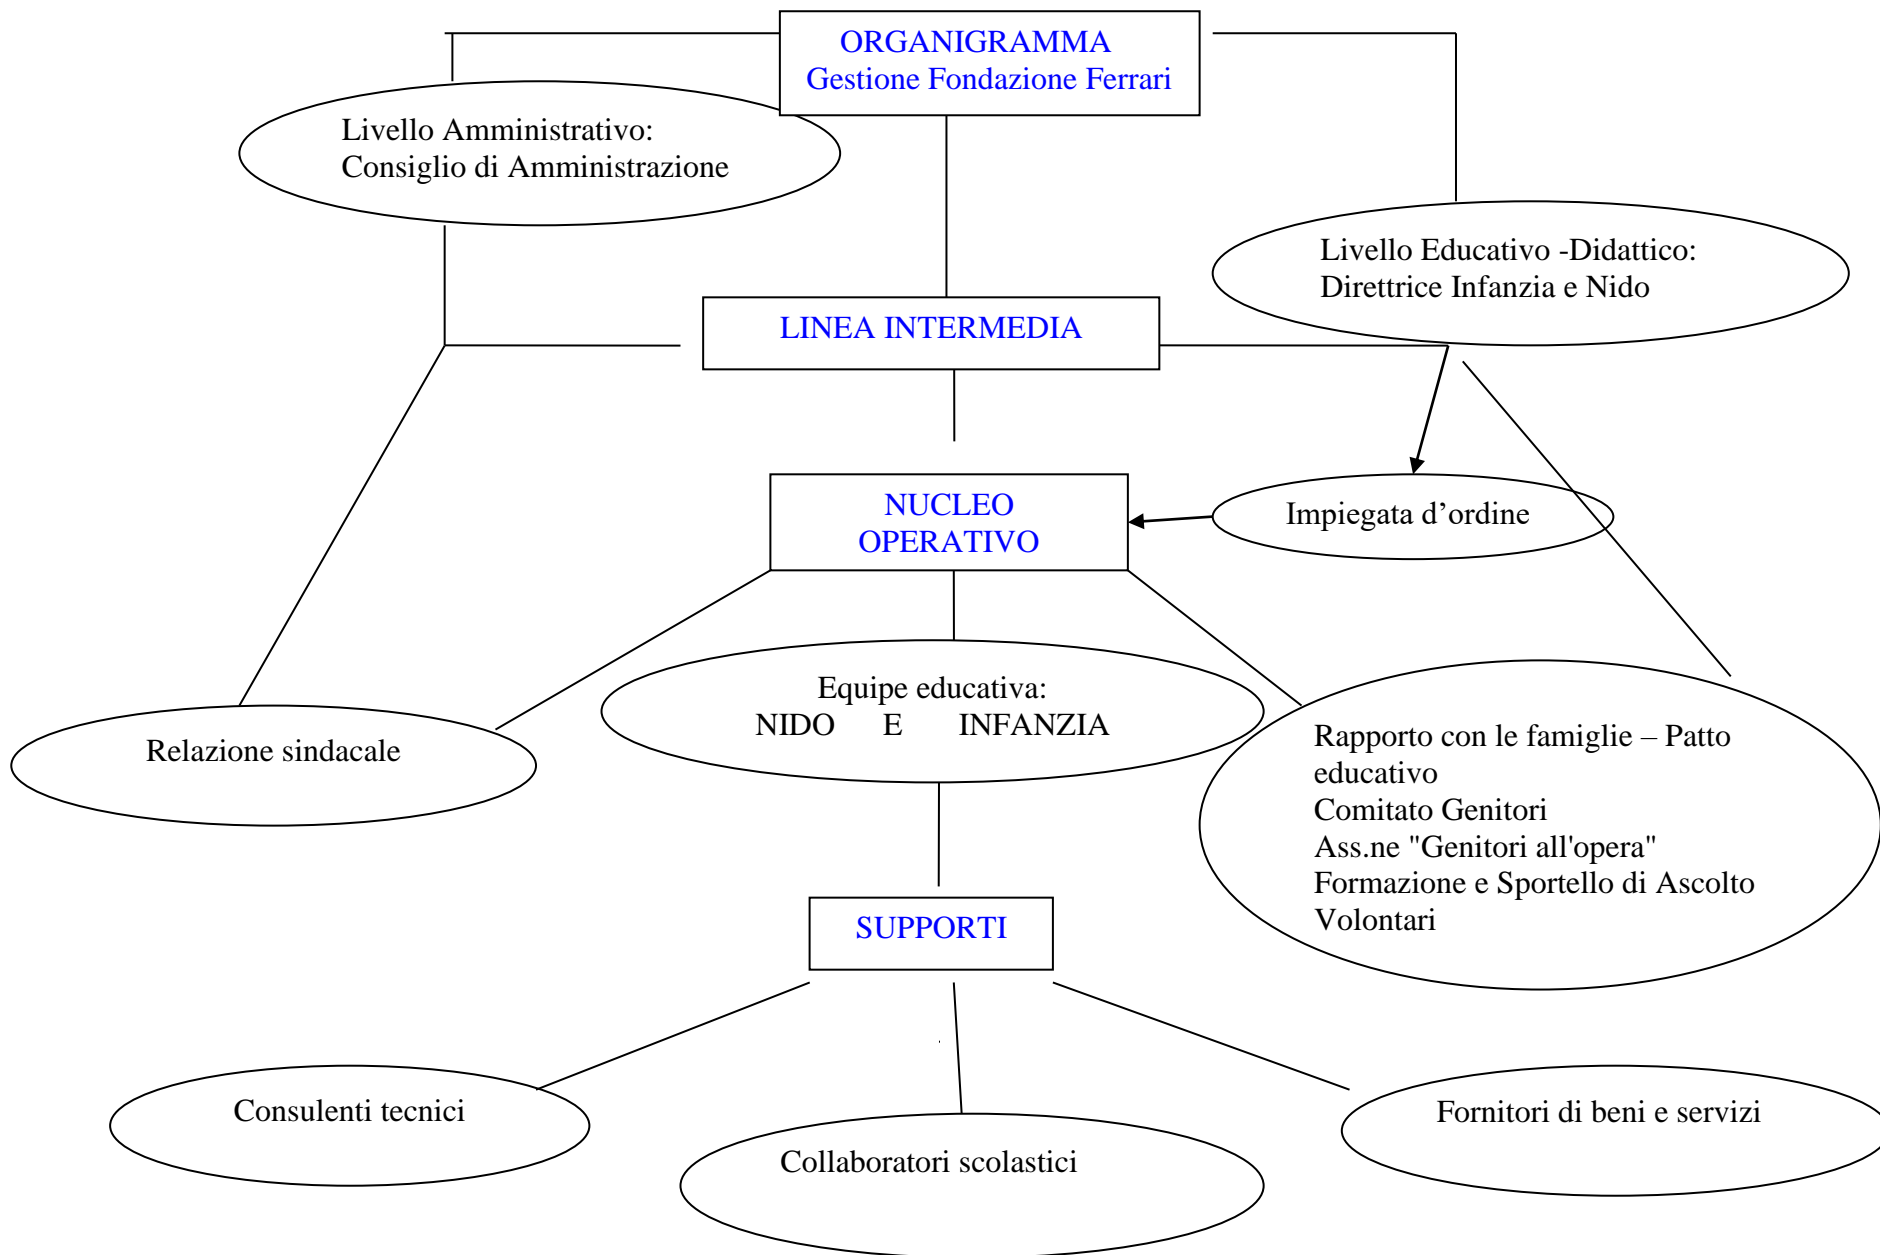 ORGANIGRAMMA
Gestione Fondazione Ferrari
Livello Amministrativo:
Consiglio di Amministrazione
Livello Educativo -Didattico:
Direttrice Infanzia e Nido
LINEA INTERMEDIA
NUCLEO
OPERATIVO
Impiegata d’ordine
Equipe educativa:
NIDO E INFANZIA
Relazione sindacale
Rapporto con le famiglie – Patto
educativo
Comitato Genitori
Ass.ne "Genitori all'opera"
Formazione e Sportello di Ascolto
Volontari
SUPPORTI
Consulenti tecnici
Collaboratori scolastici
Fornitori di beni e servizi